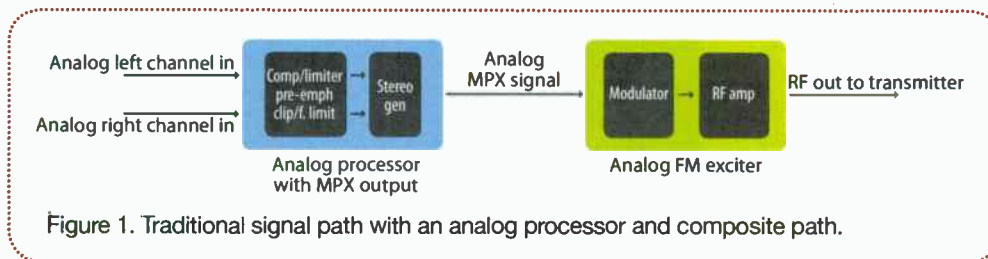 Analog left channel in
Analog right channel in
Comp/limiter
pre-emph
clip/f. limit
Stereo
gen
Analog processor
with MPX output
Analog
MPX signal
Modulator
RF amp
Analog FM exciter
RF out to transmitter
Figure 1. Traditional signal path with an analog processor and composite path.